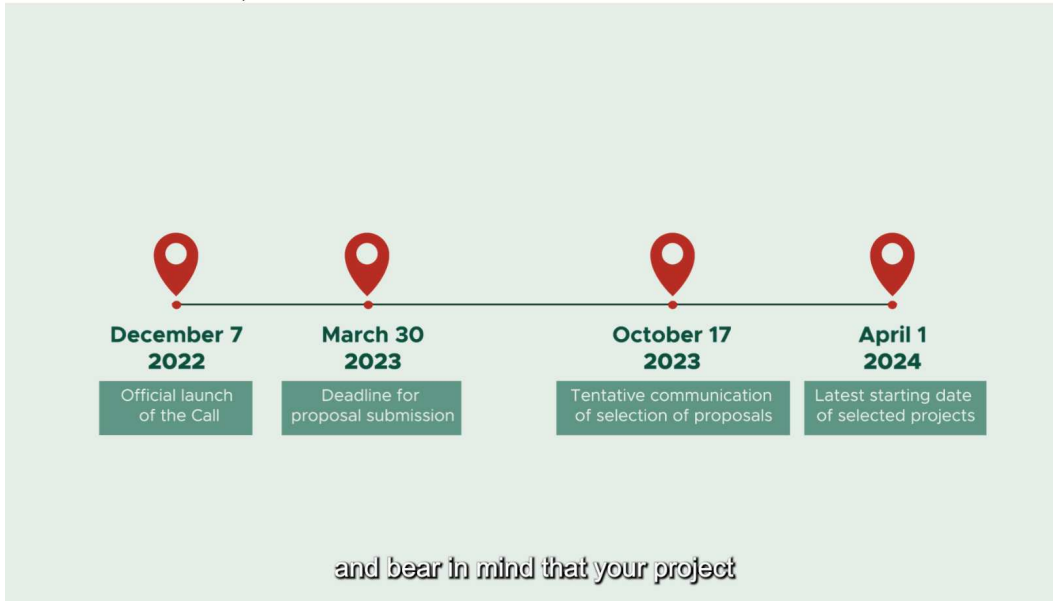 December 7
2022
Official launch
of the Call
March 30
2023
Deadline for
proposal submission
October 17
2023
Tentative communication
of selection of proposals
April 1
2024
Latest starting date
of selected projects
and bear in mind that your project